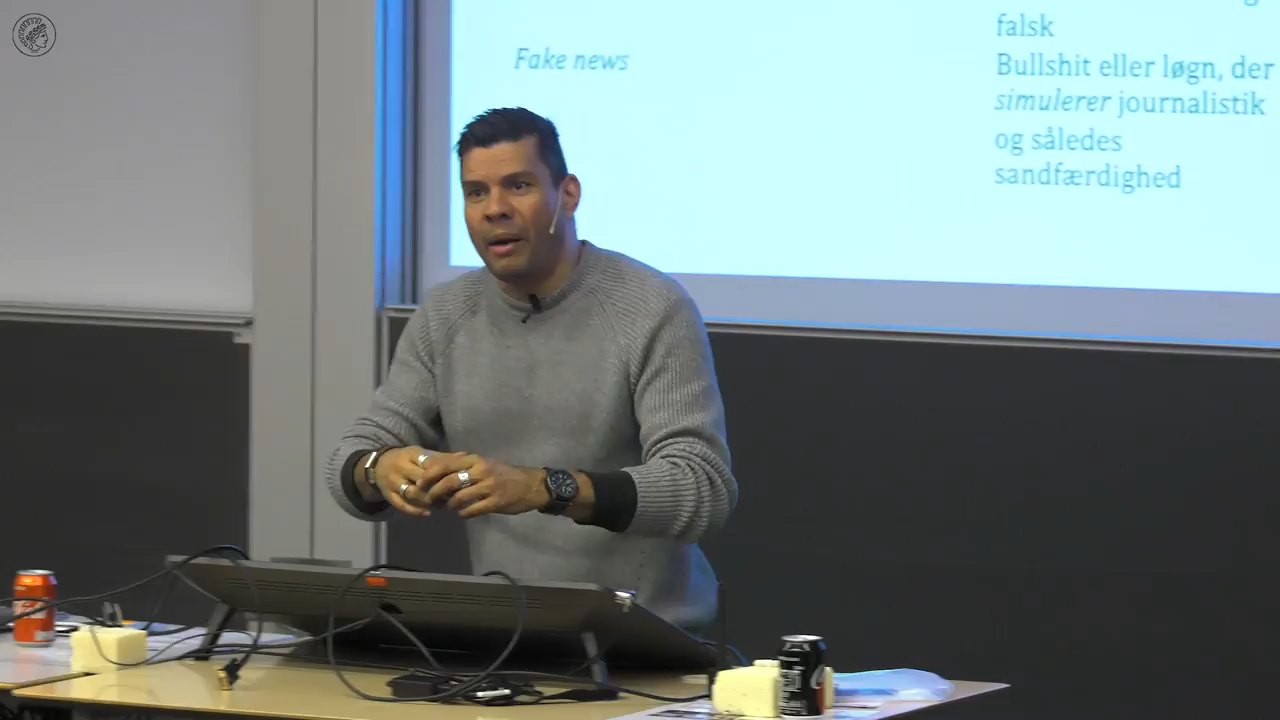 falsk
Fake news
Bullshit eller løgn, der
simulerer journalistik
og således
sandfærdighed